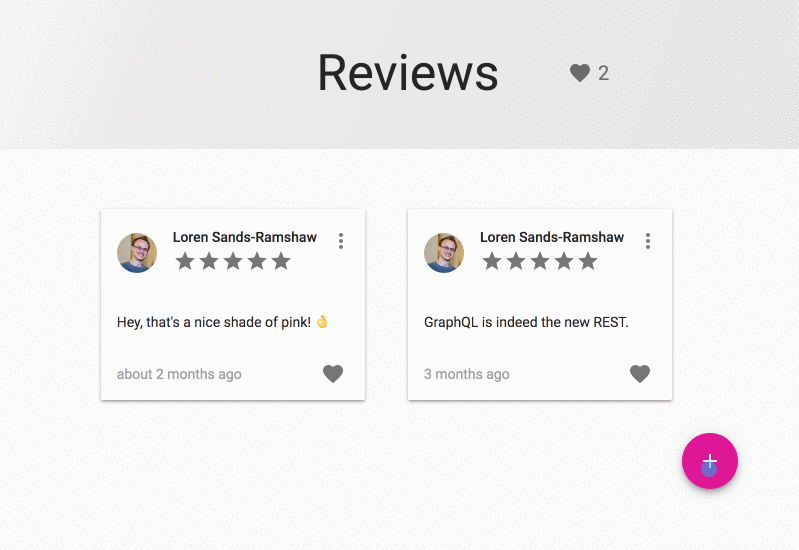 Reviews
2
Loren Sands-Ramshaw
Hey, that's a nice shade of pink! 👌
about 2 months ago
Loren Sands-Ramshaw
GraphQL is indeed the new REST.
3 months ago